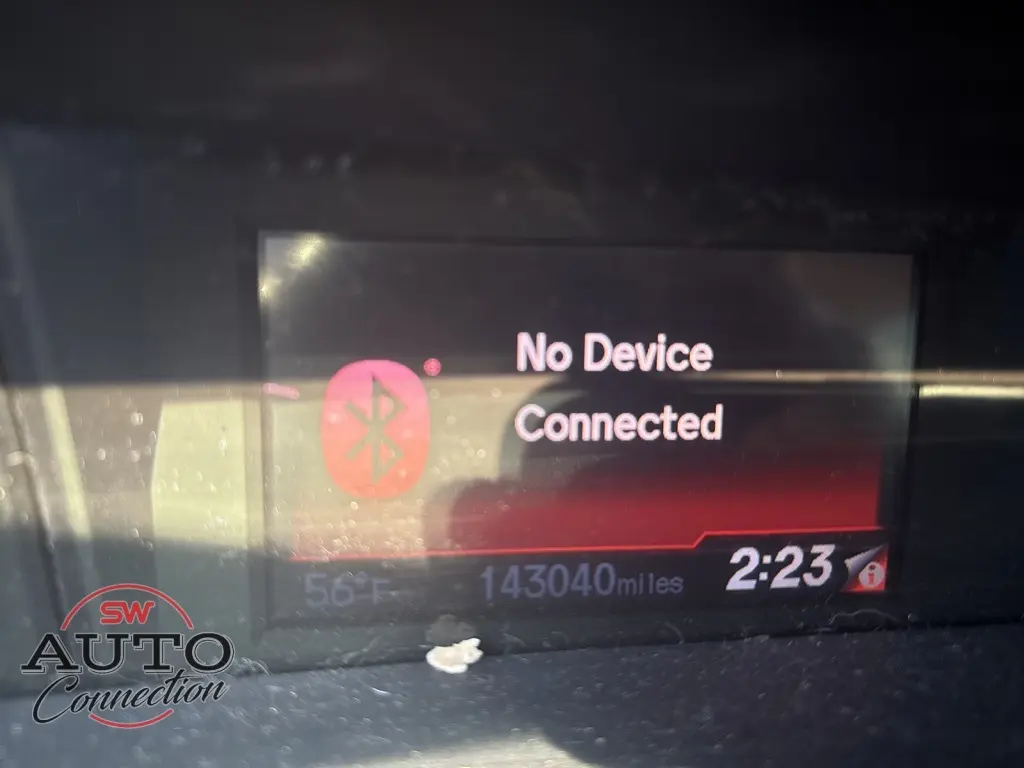 No Device
Connected
56°F 143040miles 2:23 i
SW
AUTO
Connection